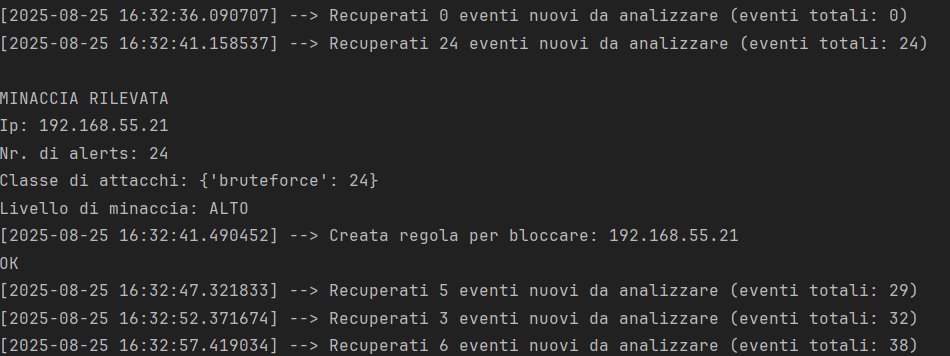 [2025-08-25 16:32:36.090707] --> Recuperati 0 eventi nuovi da analizzare (eventi totali: 0)
[2025-08-25 16:32:41.158537] --> Recuperati 24 eventi nuovi da analizzare (eventi totali: 24)
MINACCIA RILEVATA
Ip: 192.168.55.21
Nr. di alerts: 24
Classe di attacchi: {'bruteforce': 24}
Livello di minaccia: ALTO
[2025-08-25 16:32:41.490452] --> Creata regola per bloccare: 192.168.55.21
OK
[2025-08-25 16:32:47.321833] --> Recuperati 5 eventi nuovi da analizzare (eventi totali: 29)
[2025-08-25 16:32:52.371674] --> Recuperati 3 eventi nuovi da analizzare (eventi totali: 32)
[2025-08-25 16:32:57.419034] --> Recuperati 6 eventi nuovi da analizzare (eventi totali: 38)